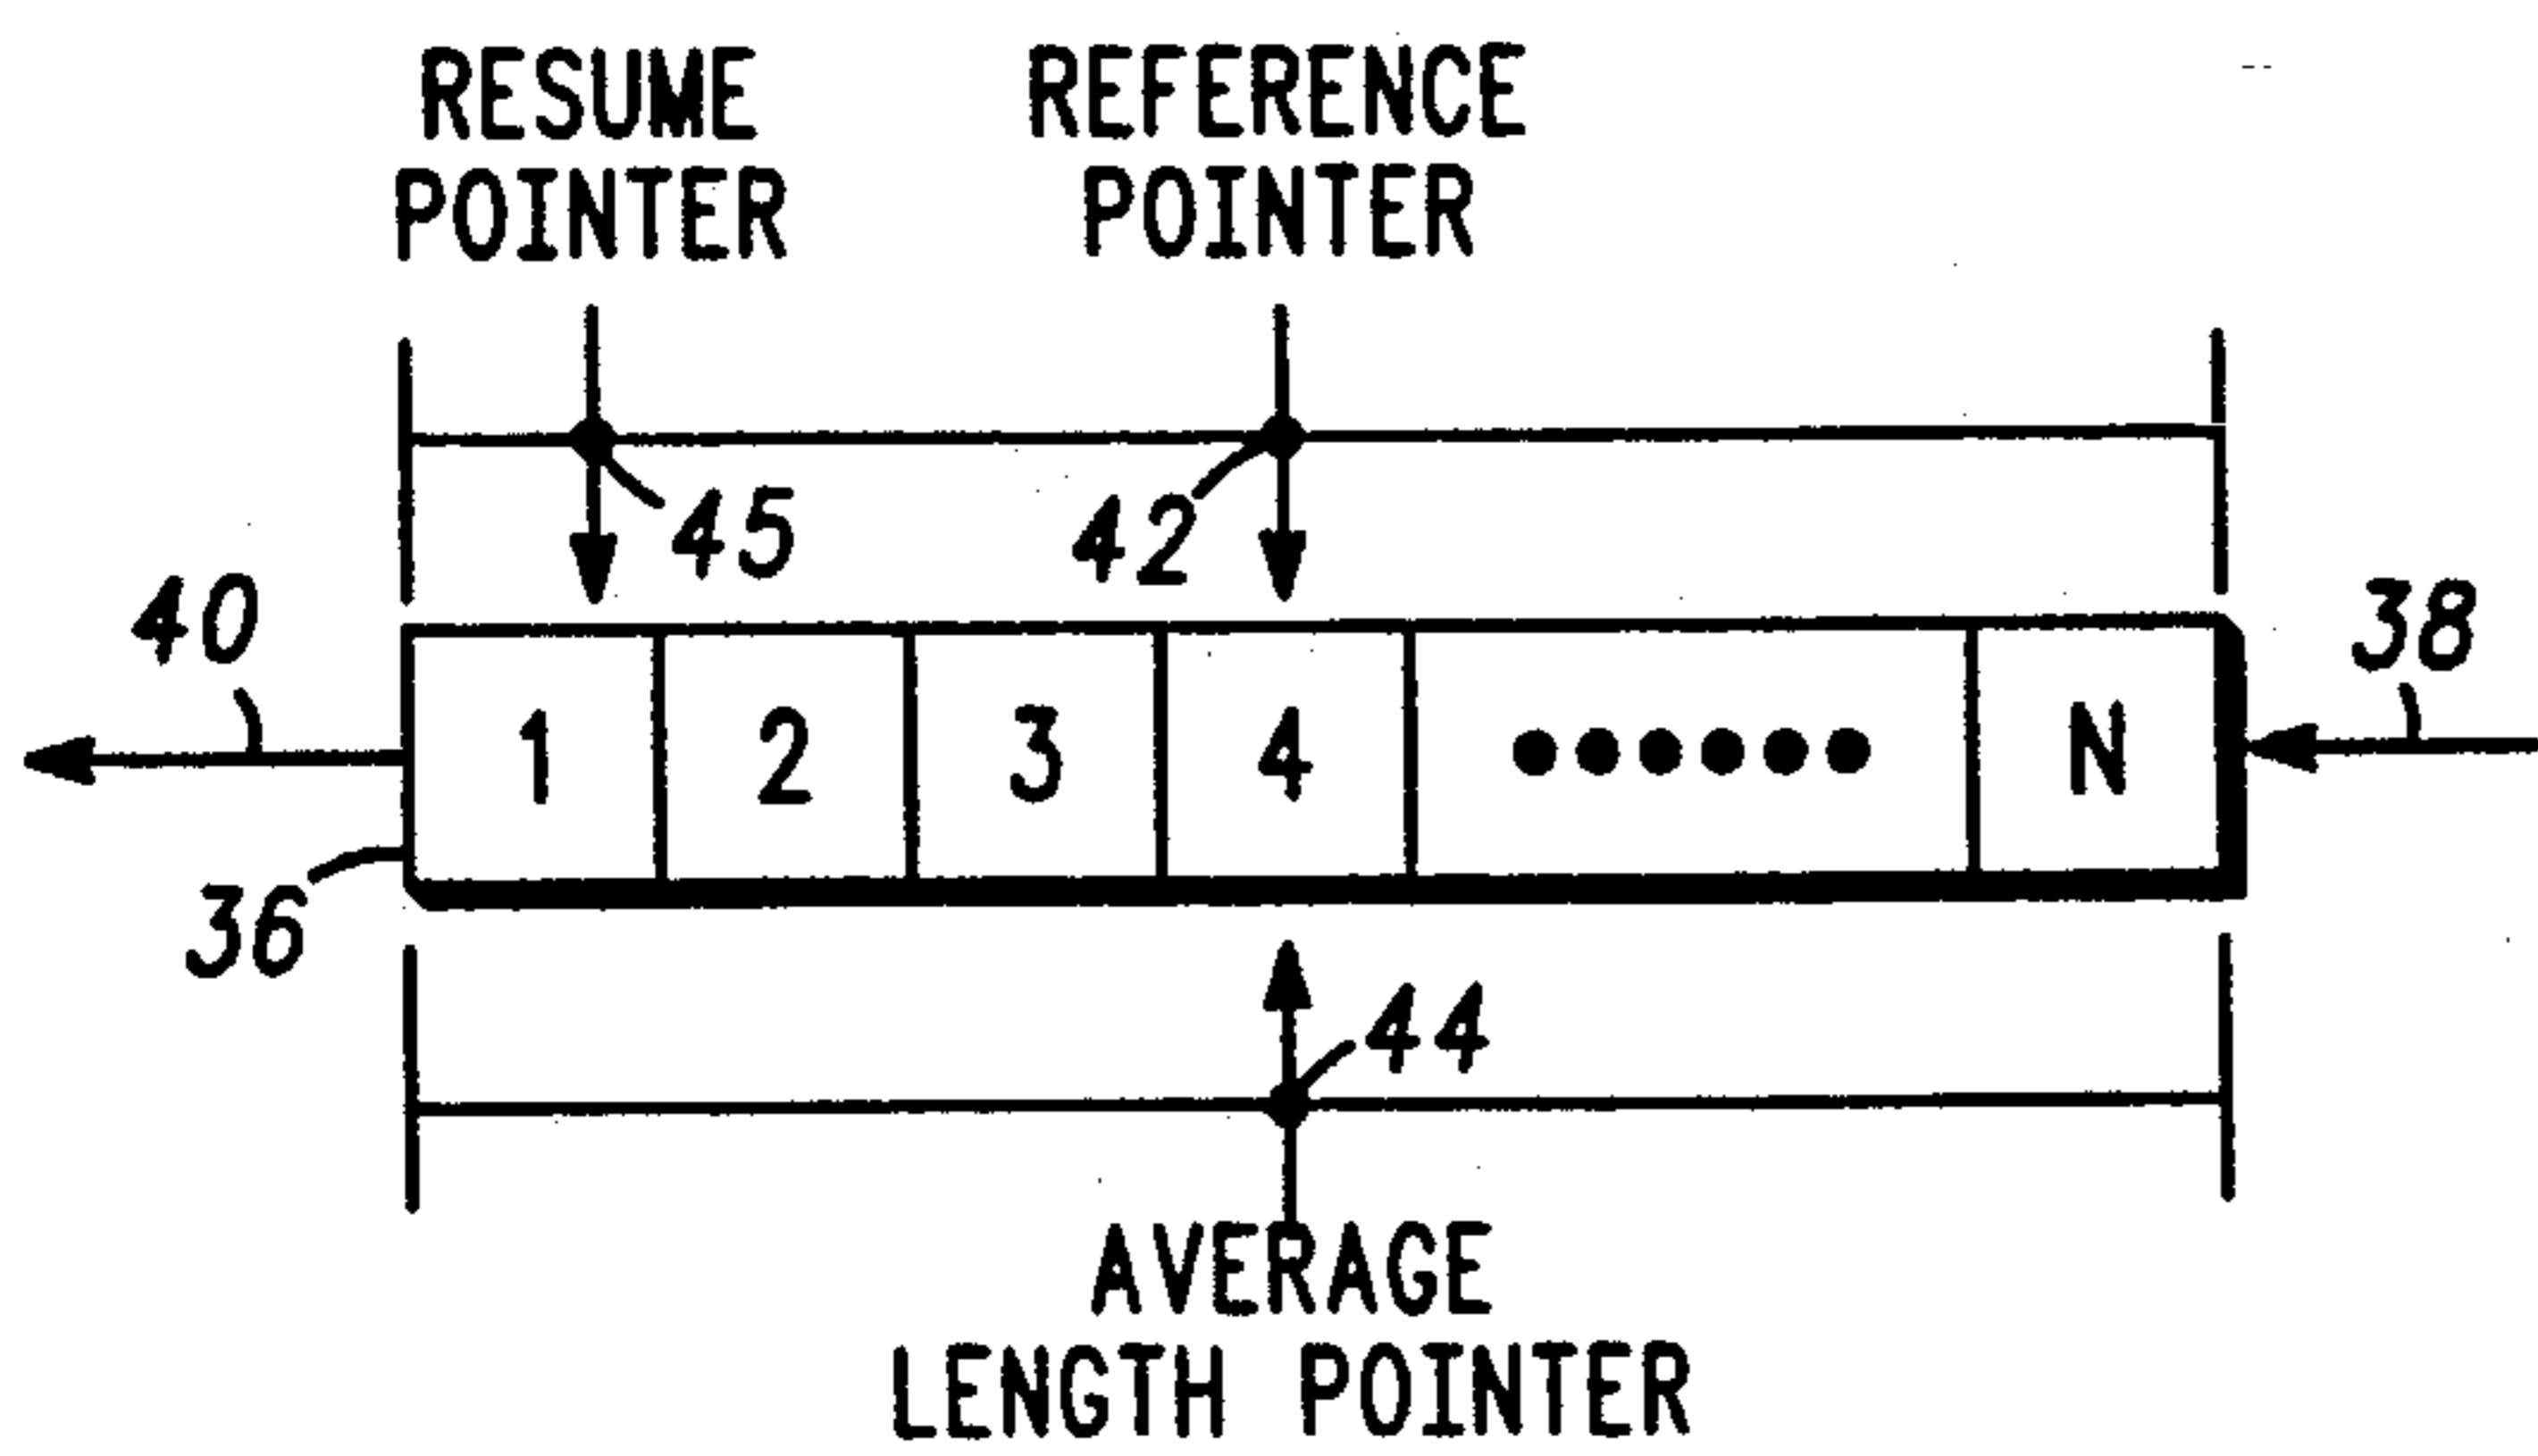 RESUME
POINTER
REFERENCE
POINTER
45
42
40
38
1 2 3 4 ●●●●●● N
36
44
AVERAGE
LENGTH POINTER